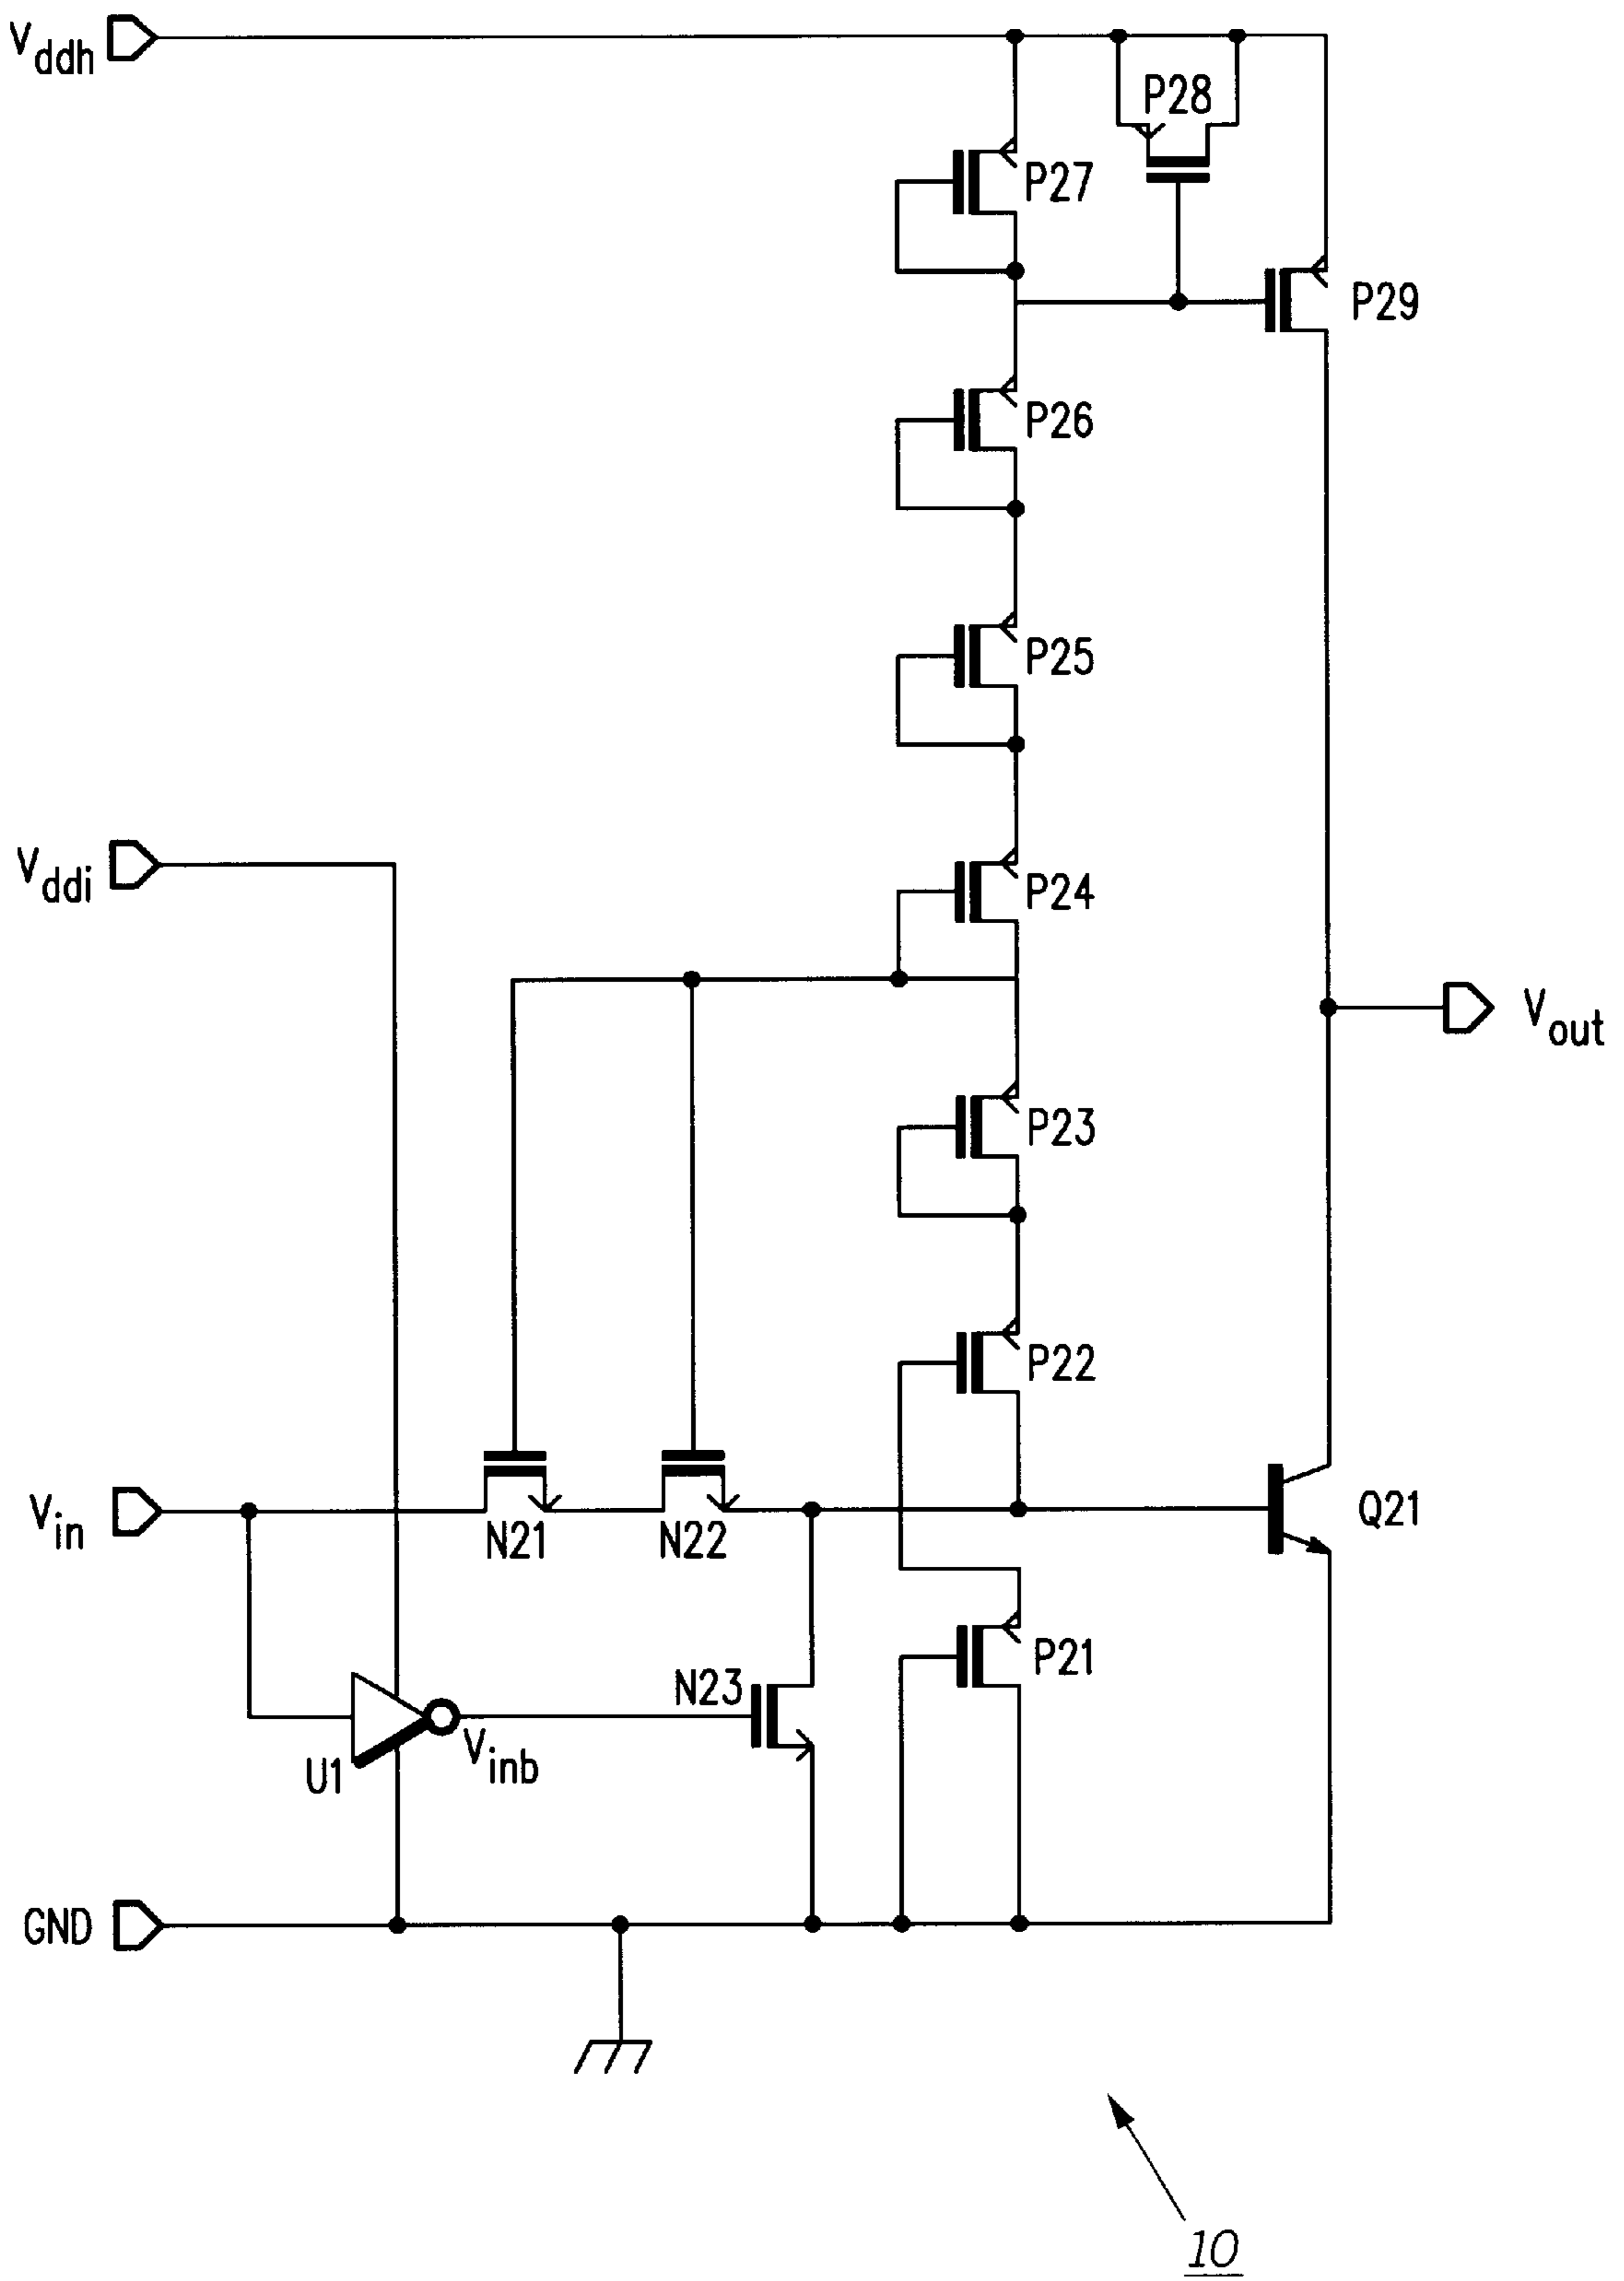 Vddh
P28
P27
P29
P26
P25
Vddi
P24
Vout
P23
P22
Vin
N21
N22
Q21
P21
N23
U1
Vinb
GND
10